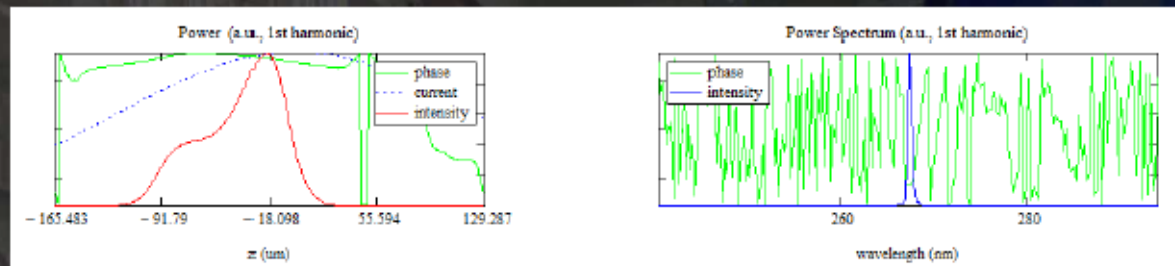 Power (a.u., 1st harmonic)
phase
current
intensity
−165.483
−91.79
−18.098
55.594
129.287
z (um)
Power Spectrum (a.u., 1st harmonic)
phase
intensity
260
280
wavelength (nm)